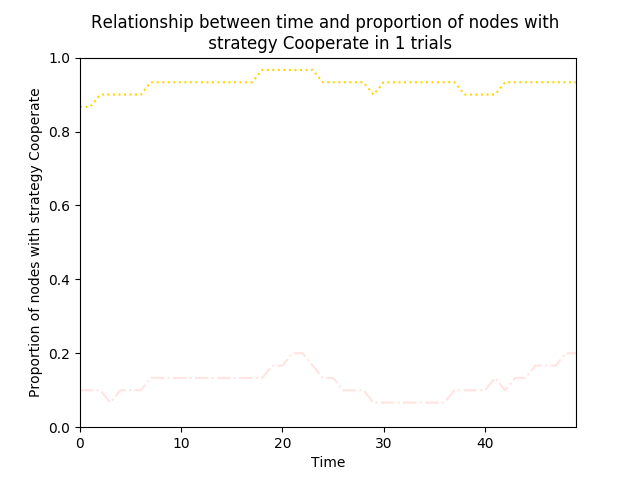 Relationship between time and proportion of nodes with
strategy Cooperate in 1 trials
Proportion of nodes with strategy Cooperate
1.0
0.8
0.6
0.4
0.2
0.0
0 10 20 30 40
Time